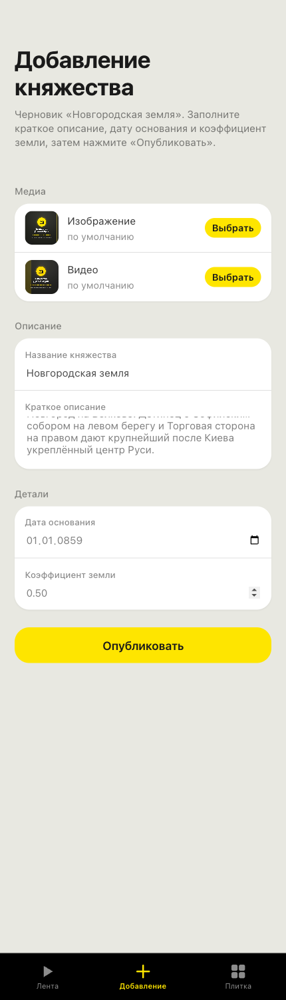 Добавление
княжества
Черновик «Новгородская земля». Заполните
краткое описание, дату основания и коэффициент
земли, затем нажмите «Опубликовать».
Медиа
Изображение
по умолчанию
Выбрать
Видео
по умолчанию
Выбрать
Описание
Название княжества
Новгородская земля
Краткое описание
собором на левом берегу и Торговая сторона
на правом дают крупнейший после Киева
укреплённый центр Руси.
Детали
Дата основания
01.01.0859
Коэффициент земли
0.50
Опубликовать
Лента
Добавление
Плитка